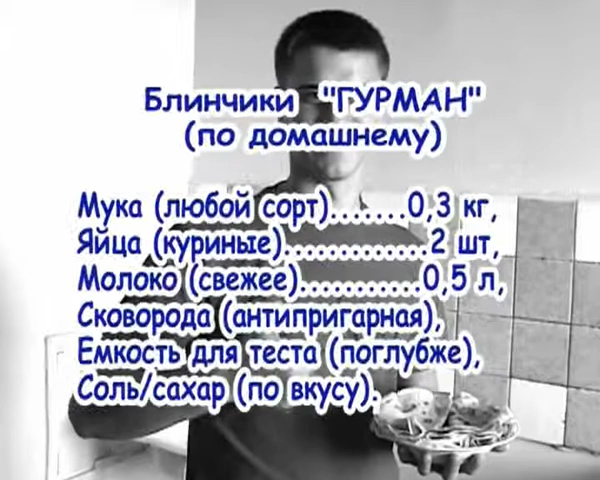 Блинчики "ГУРМАН"
(по домашнему)
Мука (любой сорт).......0,3 кг,
Яйца (куриные).............2 шт,
Молоко (свежее)...........0,5 л,
Сковорода (антипригарная),
Емкость для теста (поглубже),
Соль/сахар (по вкусу).